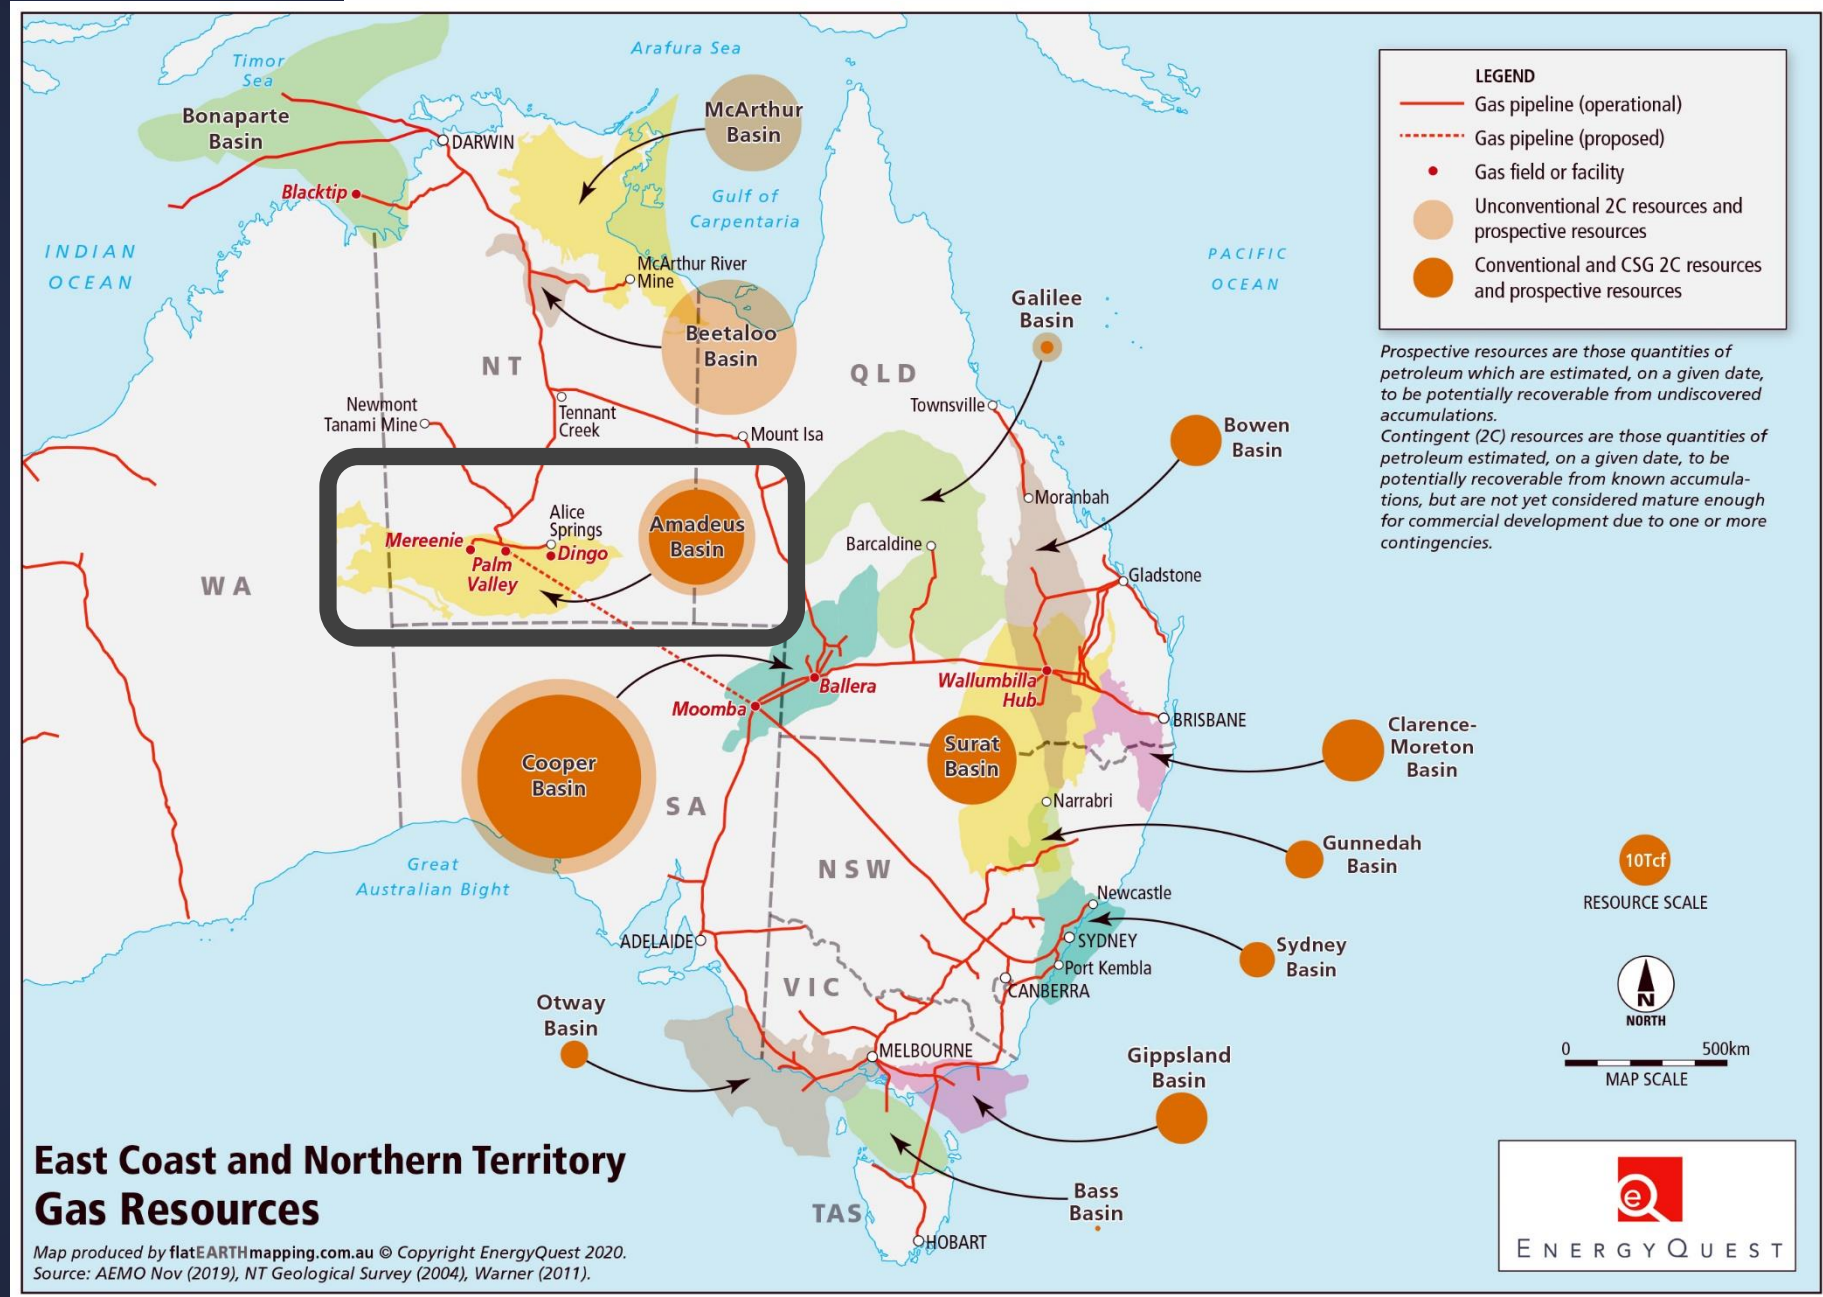 Timor
Sea
Arafura Sea
Bonaparte
Basin
McArthur
Basin
DARWIN
Blacktip
Gulf of
Carpentaria
INDIAN
OCEAN
PACIFIC
OCEAN
McArthur River
Mine
Beetaloo
Basin
Galilee
Basin
NT
QLD
Newmont
Tanami Mine
Tennant
Creek
Townsville
Mount Isa
Bowen
Basin
Moranbah
Alice
Springs
Amadeus
Basin
Mereenie
Palm
Valley
Dingo
Barcaldine
Gladstone
WA
Ballera
Wallumbilla
Hub
Moomba
BRISBANE
Clarence-
Moreton
Basin
Surat
Basin
Cooper
Basin
SA
Narrabri
Gunnedah
Basin
Great
Australian Bight
NSW
Newcastle
ADELAIDE
SYDNEY
Port Kembla
Sydney
Basin
CANBERRA
VIC
Otway
Basin
MELBOURNE
Gippsland
Basin
Bass
Basin
TAS
HOBART
LEGEND
Gas pipeline (operational)
Gas pipeline (proposed)
Gas field or facility
Unconventional 2C resources and
prospective resources
Conventional and CSG 2C resources
and prospective resources
Prospective resources are those quantities of
petroleum which are estimated, on a given date,
to be potentially recoverable from undiscovered
accumulations.
Contingent (2C) resources are those quantities of
petroleum estimated, on a given date, to be
potentially recoverable from known accumula-
tions, but are not yet considered mature enough
for commercial development due to one or more
contingencies.
10Tcf
RESOURCE SCALE
N
NORTH
0 500km
MAP SCALE
East Coast and Northern Territory
Gas Resources
Map produced by flatEARTHmapping.com.au © Copyright EnergyQuest 2020.
Source: AEMO Nov (2019), NT Geological Survey (2004), Warner (2011).
eQ
ENERGYQUEST